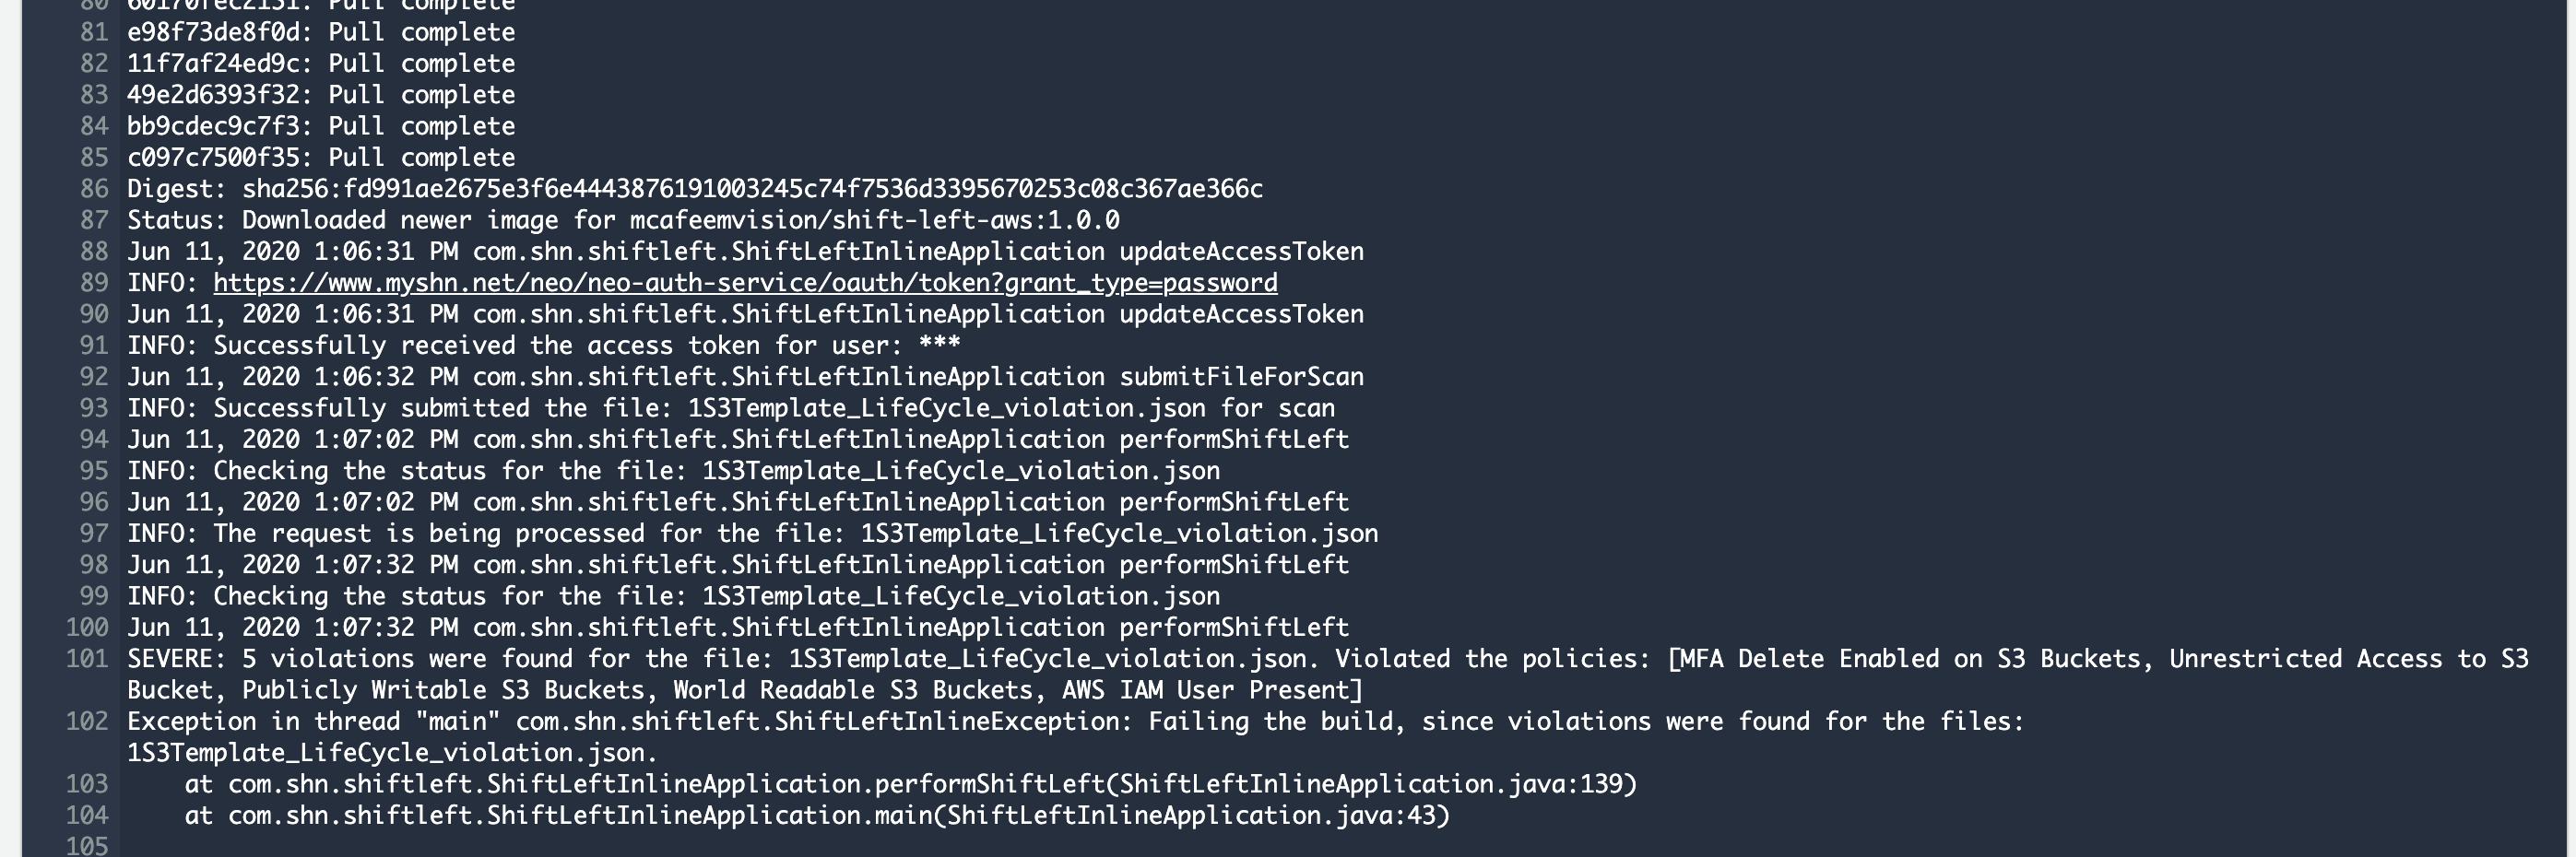 80 60170fec2151: Pull complete
81 e98f73de8f0d: Pull complete
82 11f7af24ed9c: Pull complete
83 49e2d6393f32: Pull complete
84 bb9cdec9c7f3: Pull complete
85 c097c7500f35: Pull complete
86 Digest: sha256:fd991ae2675e3f6e4443876191003245c74f7536d3395670253c08c367ae366c
87 Status: Downloaded newer image for mcafeemvision/shift-left-aws:1.0.0
88 Jun 11, 2020 1:06:31 PM com.shn.shiftleft.ShiftLeftInlineApplication updateAccessToken
89 INFO: https://www.myshn.net/neo/neo-auth-service/oauth/token?grant_type=password
90 Jun 11, 2020 1:06:31 PM com.shn.shiftleft.ShiftLeftInlineApplication updateAccessToken
91 INFO: Successfully received the access token for user: ***
92 Jun 11, 2020 1:06:32 PM com.shn.shiftleft.ShiftLeftInlineApplication submitFileForScan
93 INFO: Successfully submitted the file: 1S3Template_LifeCycle_violation.json for scan
94 Jun 11, 2020 1:07:02 PM com.shn.shiftleft.ShiftLeftInlineApplication performShiftLeft
95 INFO: Checking the status for the file: 1S3Template_LifeCycle_violation.json
96 Jun 11, 2020 1:07:02 PM com.shn.shiftleft.ShiftLeftInlineApplication performShiftLeft
97 INFO: The request is being processed for the file: 1S3Template_LifeCycle_violation.json
98 Jun 11, 2020 1:07:32 PM com.shn.shiftleft.ShiftLeftInlineApplication performShiftLeft
99 INFO: Checking the status for the file: 1S3Template_LifeCycle_violation.json
100 Jun 11, 2020 1:07:32 PM com.shn.shiftleft.ShiftLeftInlineApplication performShiftLeft
101 SEVERE: 5 violations were found for the file: 1S3Template_LifeCycle_violation.json. Violated the policies: [MFA Delete Enabled on S3 Buckets, Unrestricted Access to S3
Bucket, Publicly Writable S3 Buckets, World Readable S3 Buckets, AWS IAM User Present]
102 Exception in thread "main" com.shn.shiftleft.ShiftLeftInlineException: Failing the build, since violations were found for the files:
1S3Template_LifeCycle_violation.json.
103 at com.shn.shiftleft.ShiftLeftInlineApplication.performShiftLeft(ShiftLeftInlineApplication.java:139)
104 at com.shn.shiftleft.ShiftLeftInlineApplication.main(ShiftLeftInlineApplication.java:43)
105